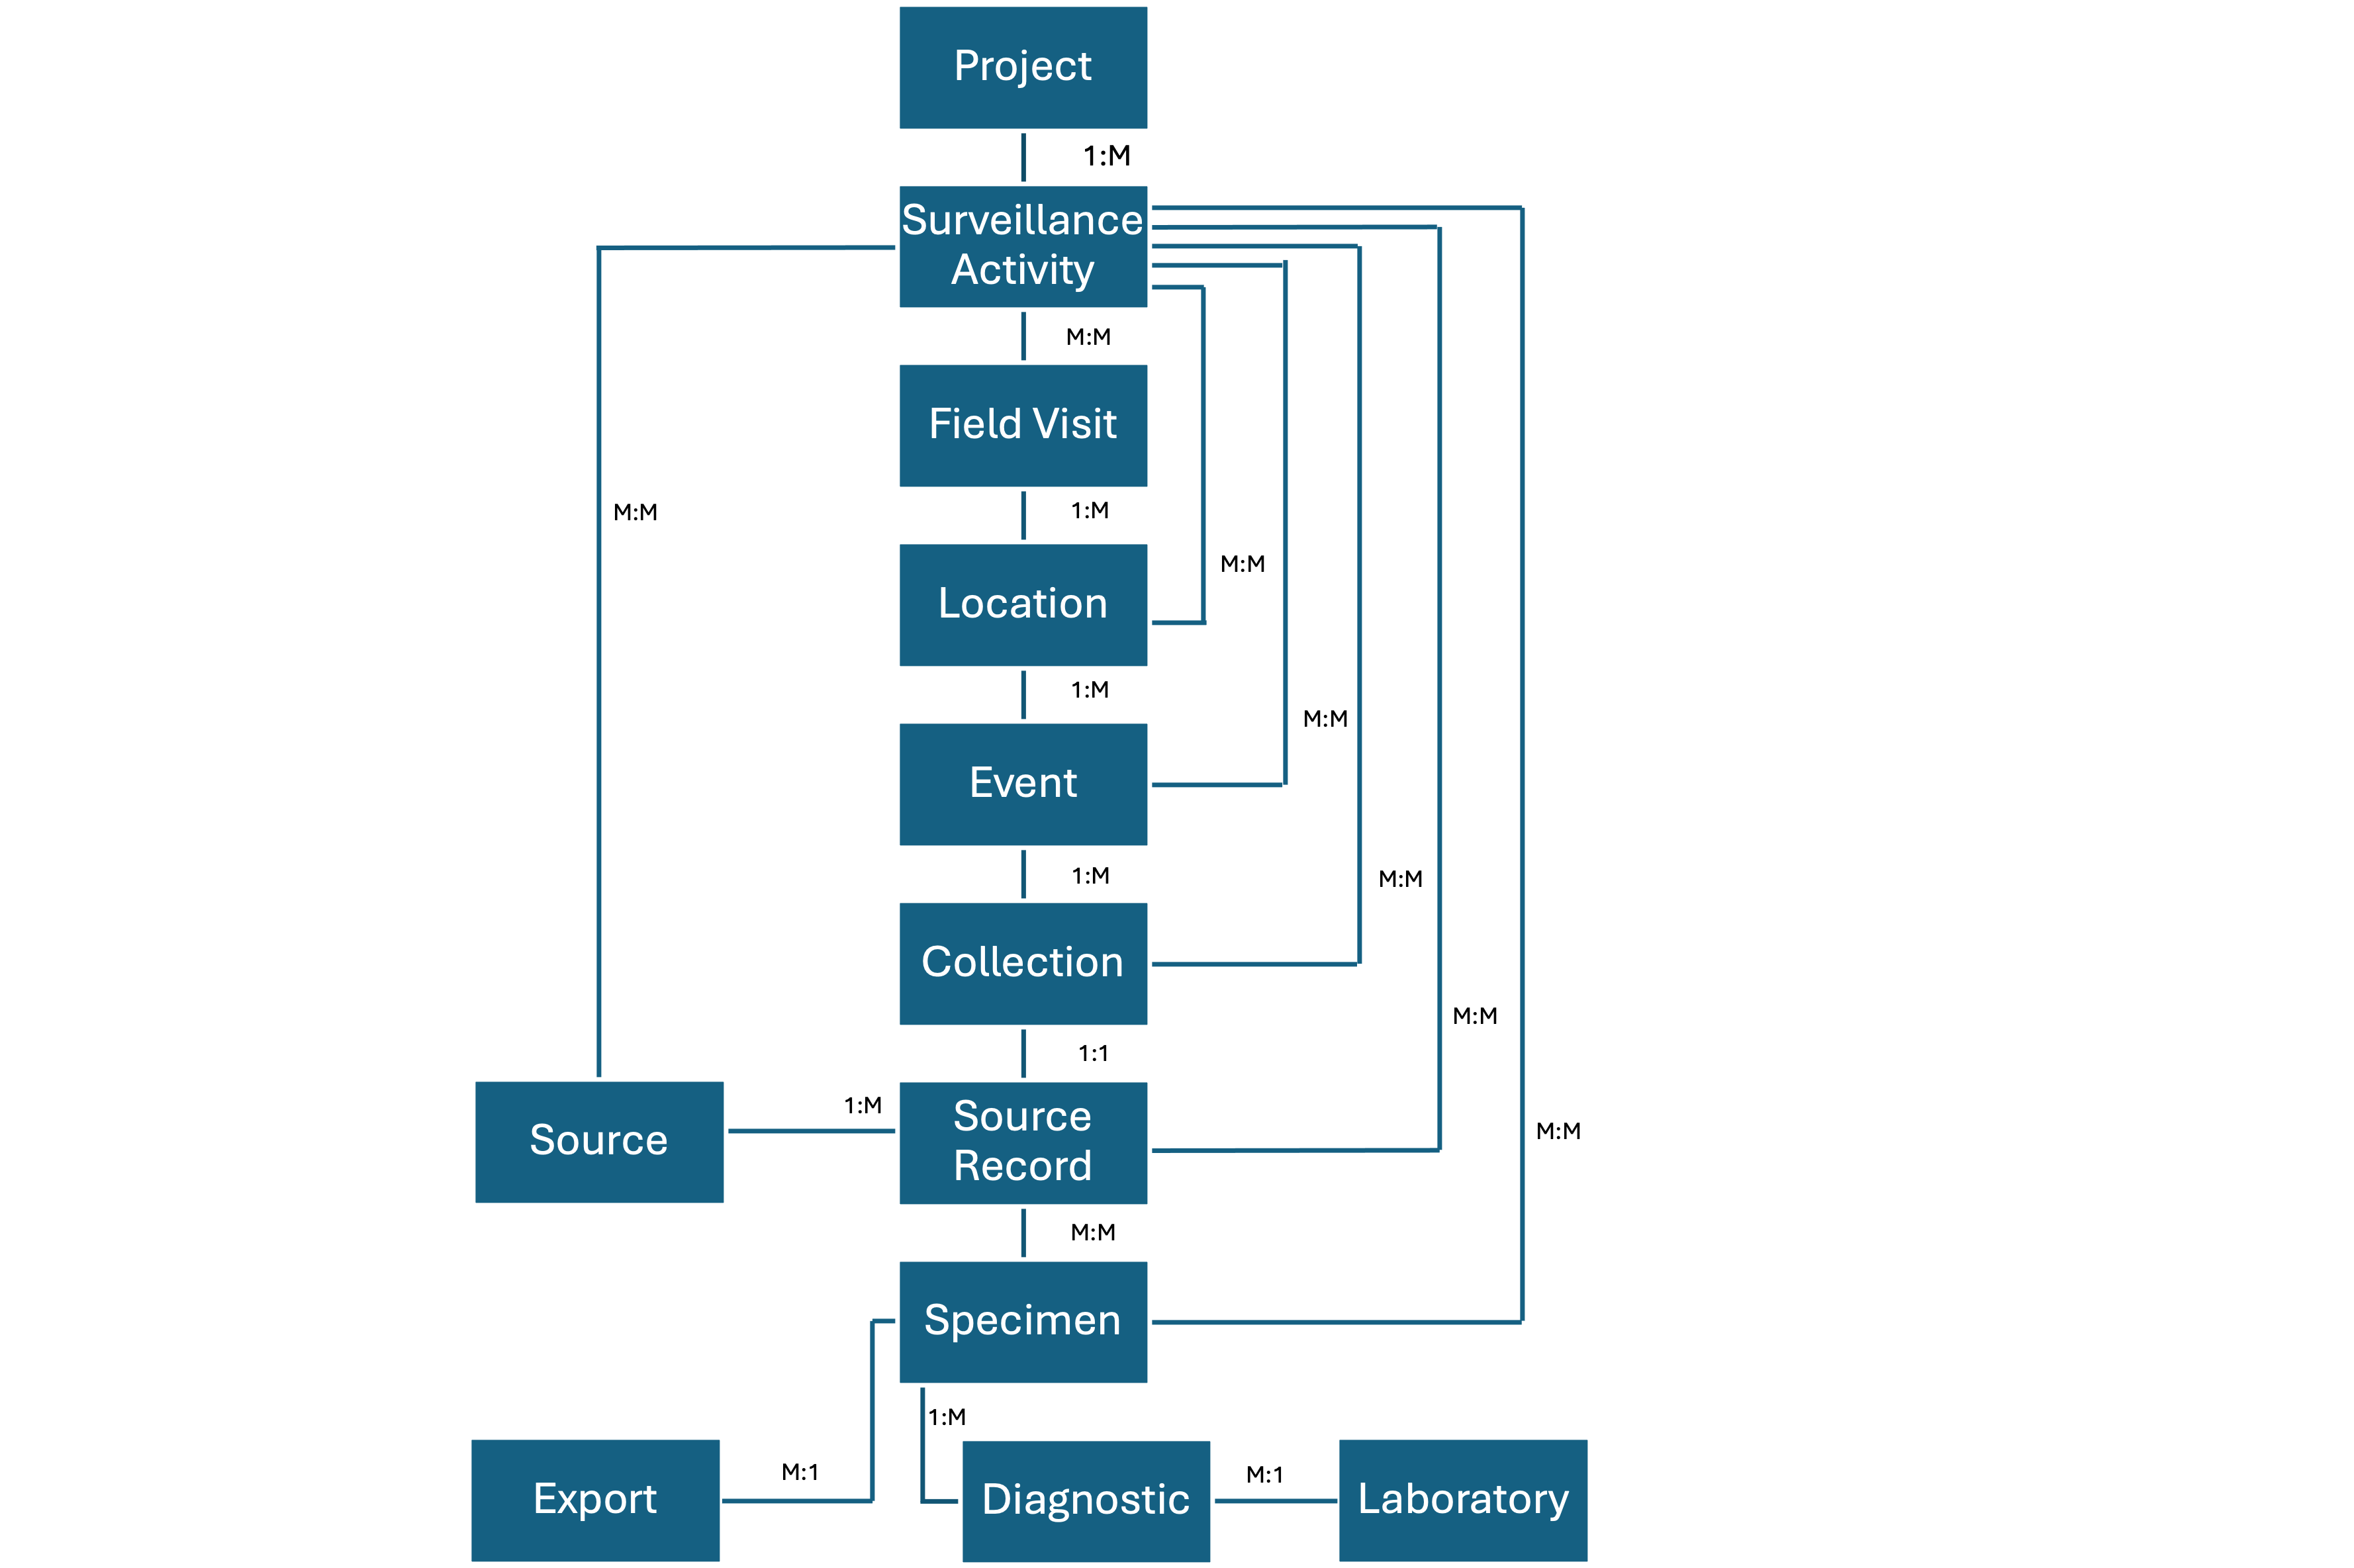 Project
1:M
Surveillance
Activity
M:M
Field Visit
M:M
1:M
M:M
Location
1:M
M:M
Event
1:M
M:M
Collection
M:M
1:1
1:M
Source
Record
Source
M:M
M:M
Specimen
1:M
M:1
M:1
Export
Diagnostic
Laboratory